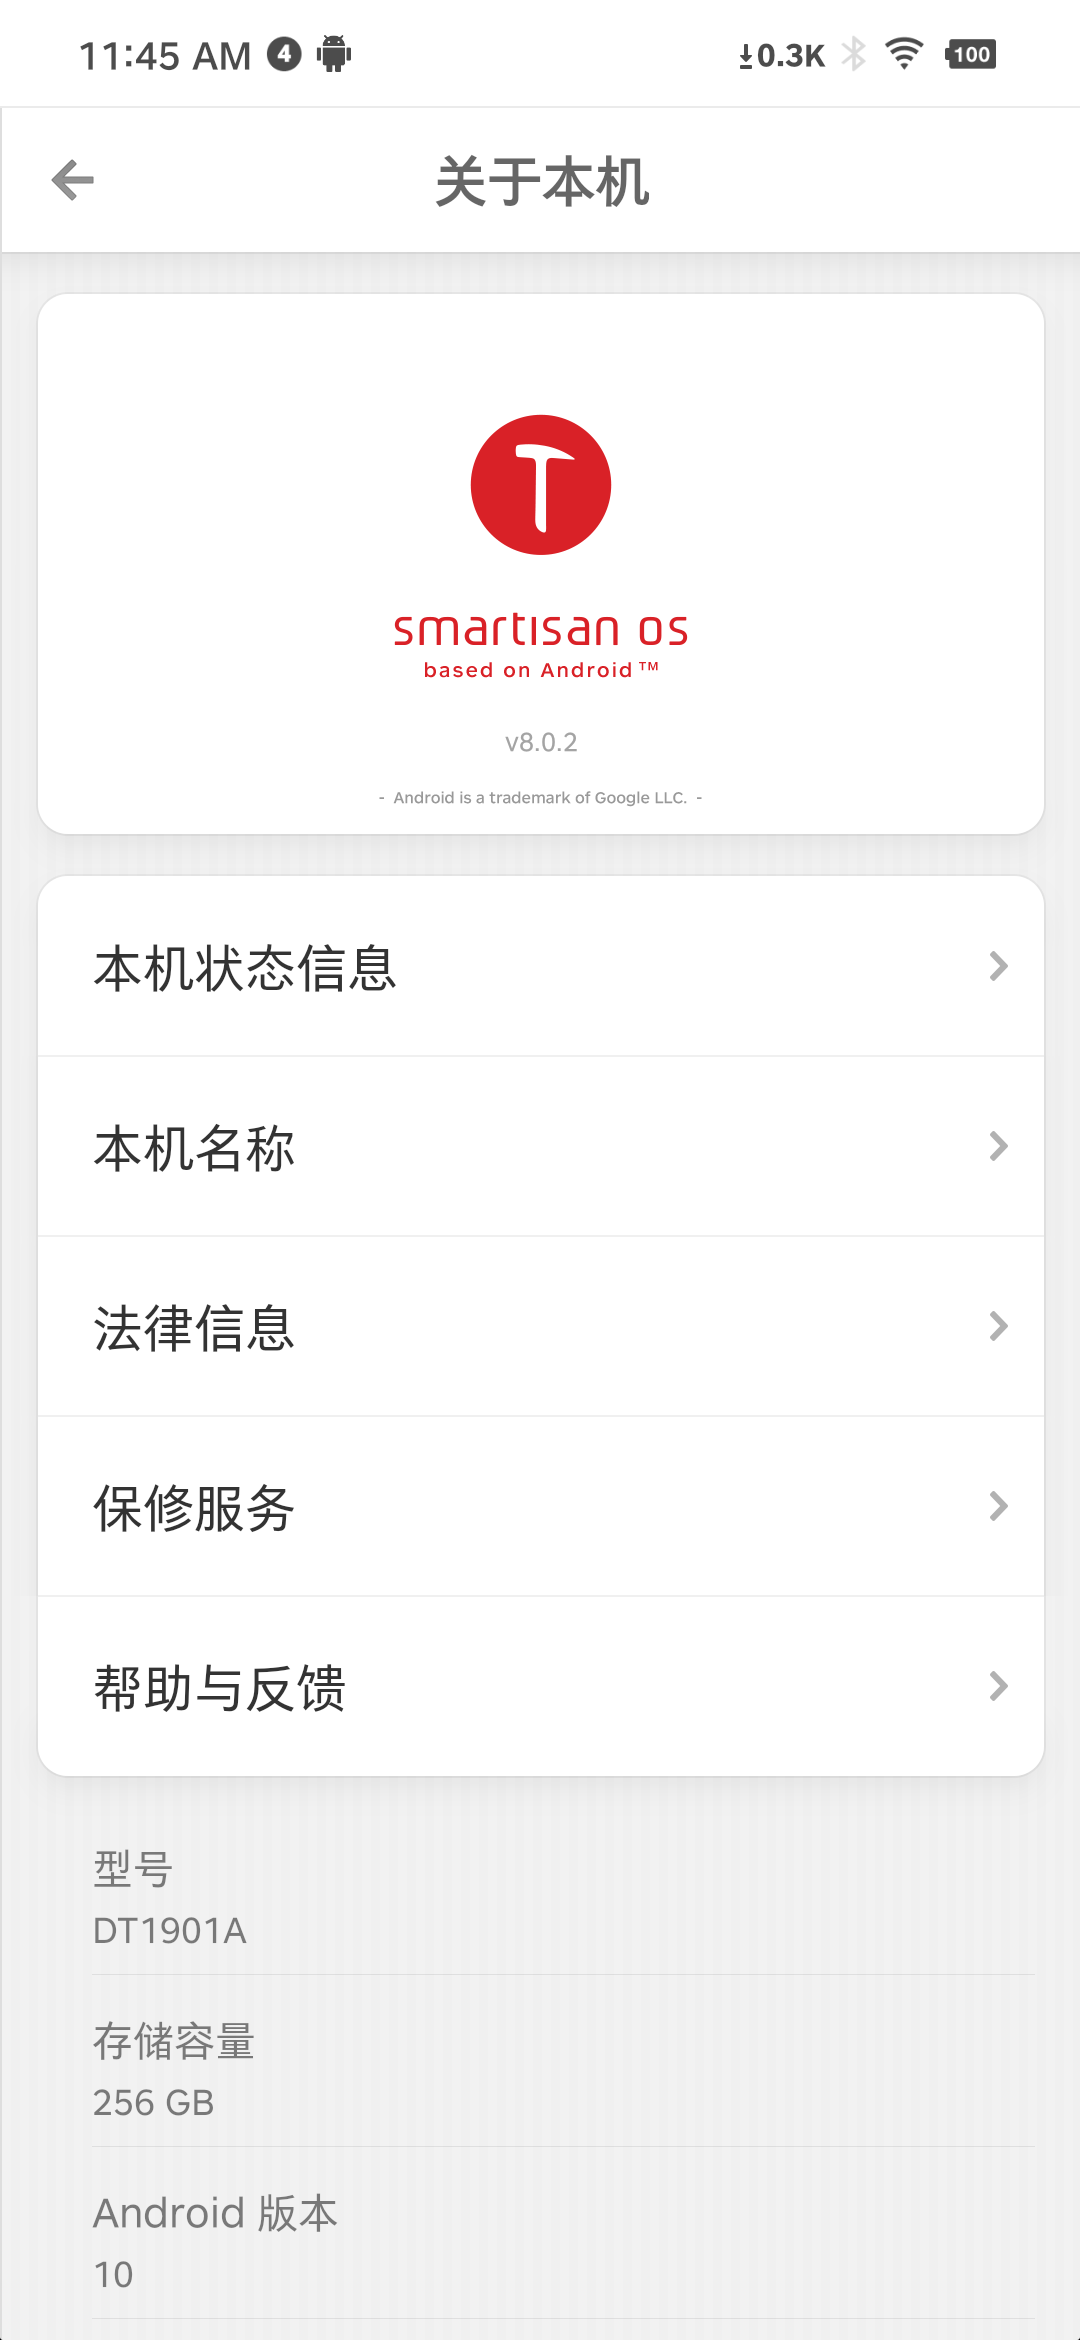 11:45 AM 4
0.3K 100
关于本机
smartisan os
based on Android™
v8.0.2
- Android is a trademark of Google LLC. -
本机状态信息
本机名称
法律信息
保修服务
帮助与反馈
型号
DT1901A
存储容量
256 GB
Android 版本
10